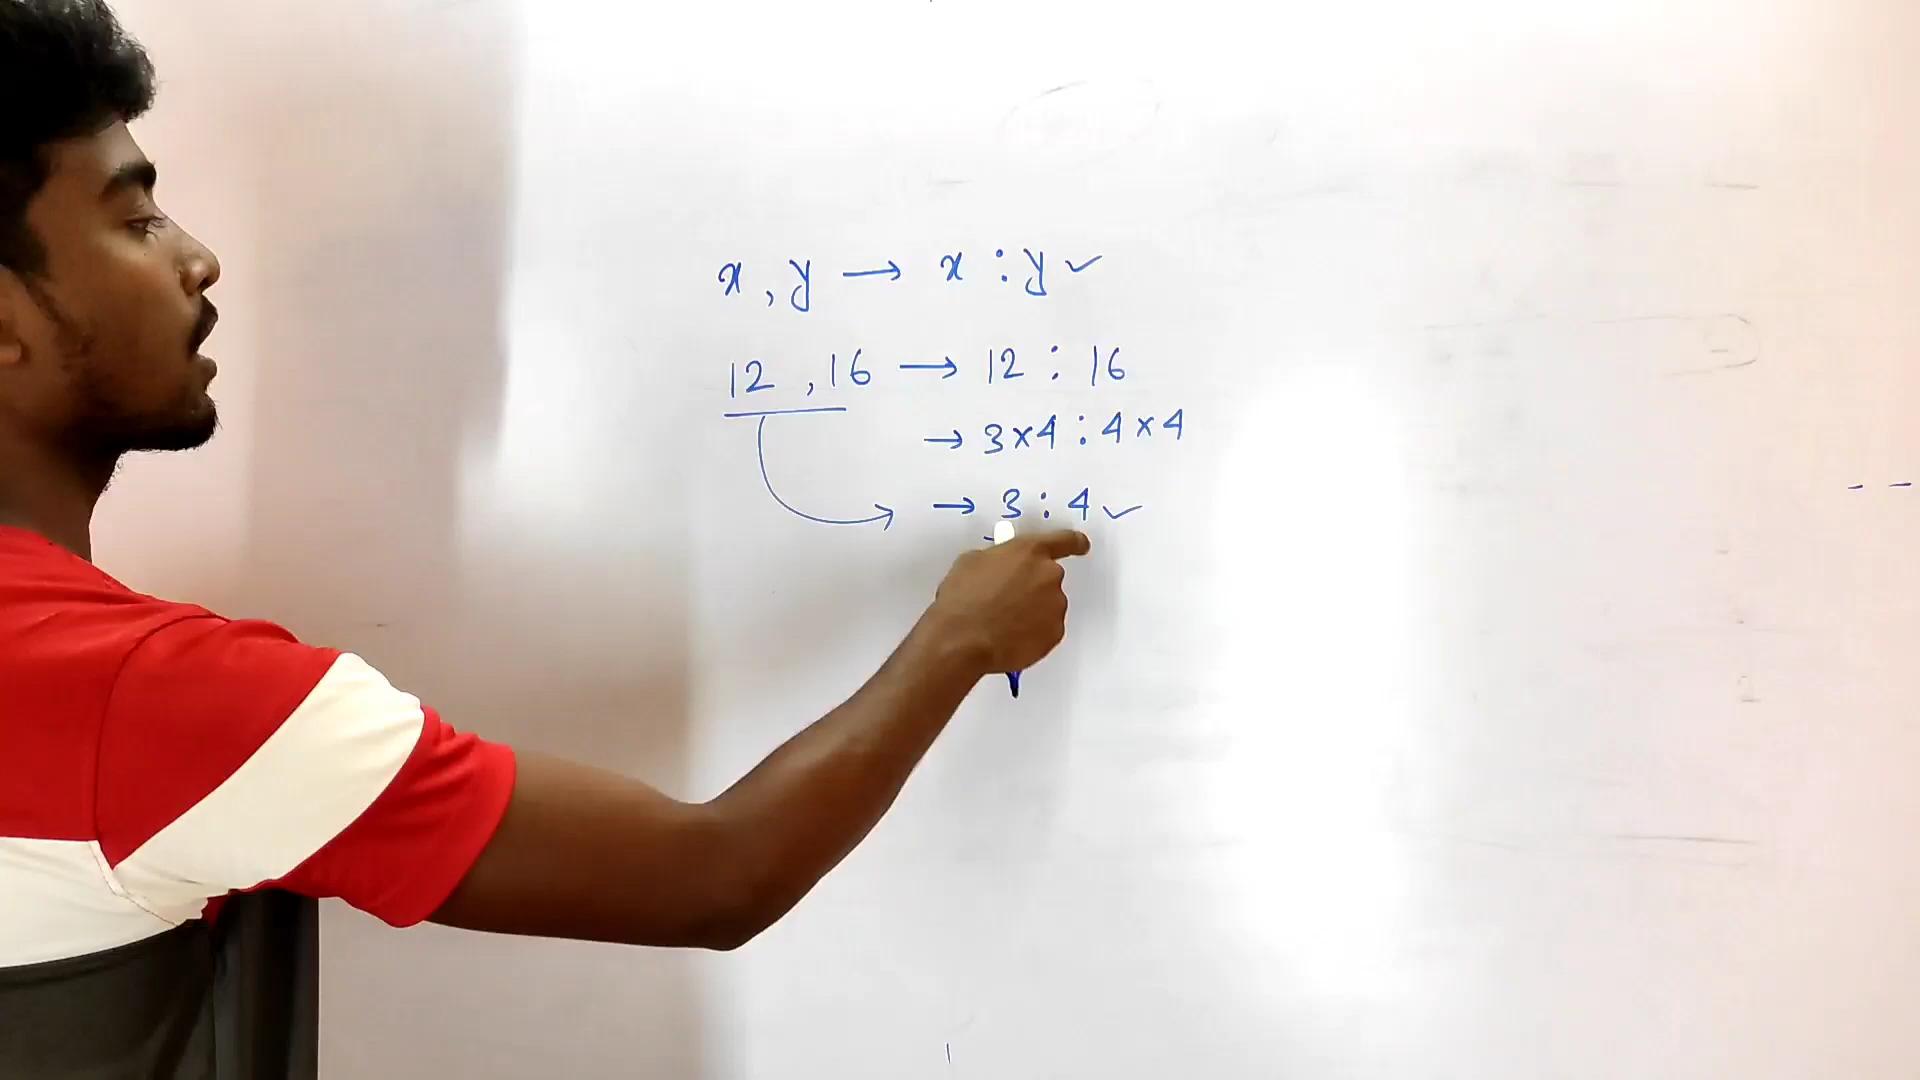 x , y → x : y ✓
12 , 16 → 12 : 16
→ 3×4 : 4×4
→ 3 : 4 ✓